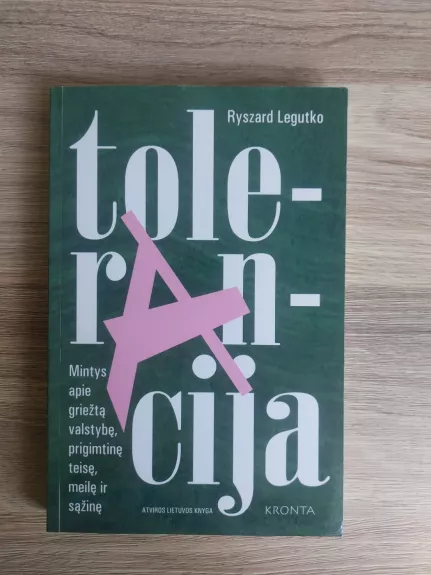 Ryszard Legutko
tole-
rAn-
cija
Mintys
apie
griežtą
valstybę,
prigimtinę
teisę,
meilę ir
sąžinę
ATVIROS LIETUVOS KNYGA
KRONTA